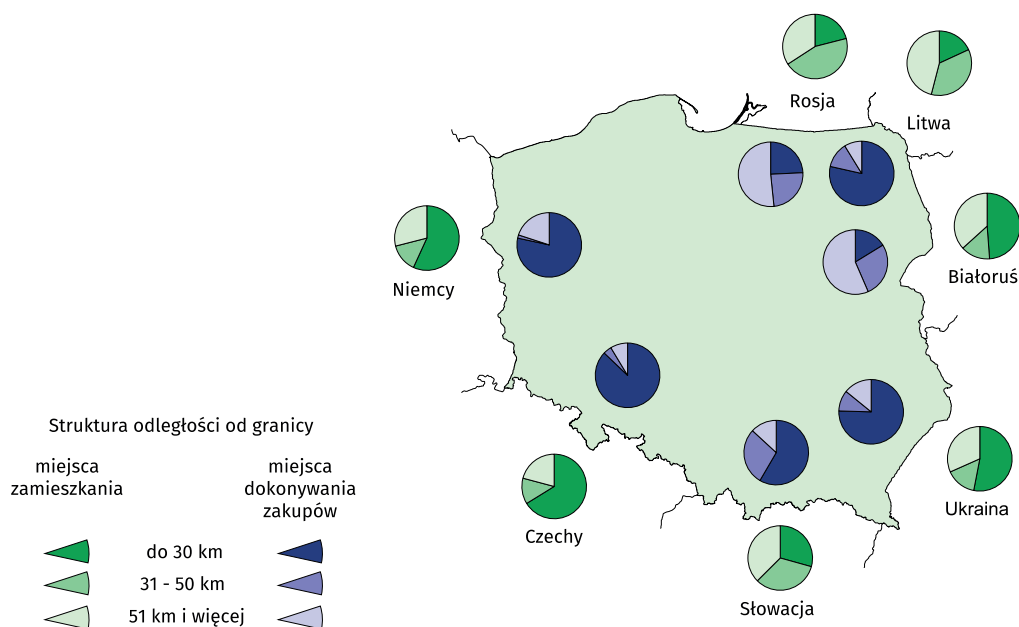 Rosja
Litwa
Niemcy
Białoruś
Struktura odległości od granicy
miejsca
zamieszkania
miejsca
dokonywania
zakupów
Czechy
Ukraina
do 30 km
31 - 50 km
51 km i więcej
Słowacja